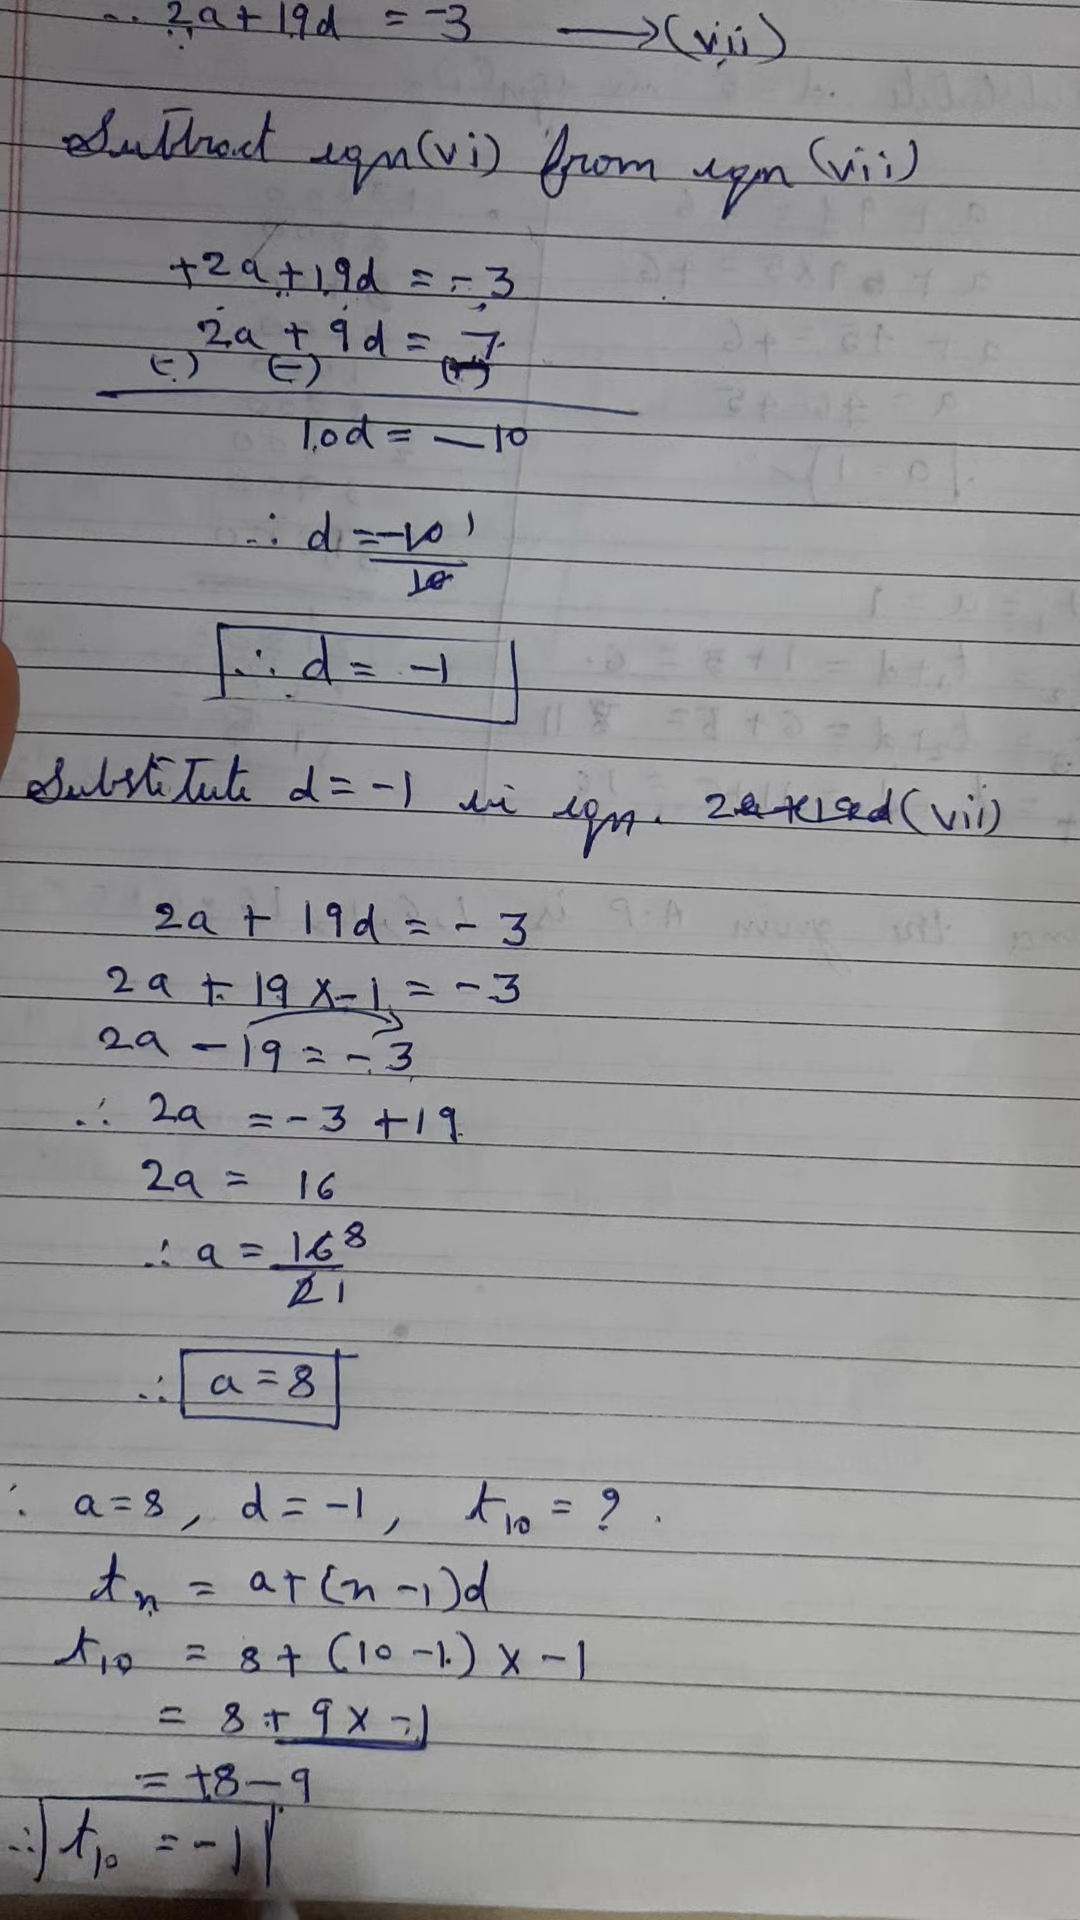 ∴ 2a + 19d = -3 ⟶ (vii)
Subtract eqn (vi) from eqn (vii)
+2a + 19d = -3
2a + 9d = 7
(-) (-) (-)
10d = -10
∴ d = -10/10 1
∴ d = -1
Substitute d = -1 in eqn. (vii)
2a + 19d = -3
2a + 19 x -1 = -3
2a - 19 = -3
∴ 2a = -3 + 19
2a = 16
∴ a = 16/2 8 1
∴ a = 8
∴ a = 8, d = -1, t10 = ?.
tn = a + (n - 1)d
t10 = 8 + (10 - 1) x -1
= 8 + 9 x -1
= +8 - 9
∴ t10 = -1